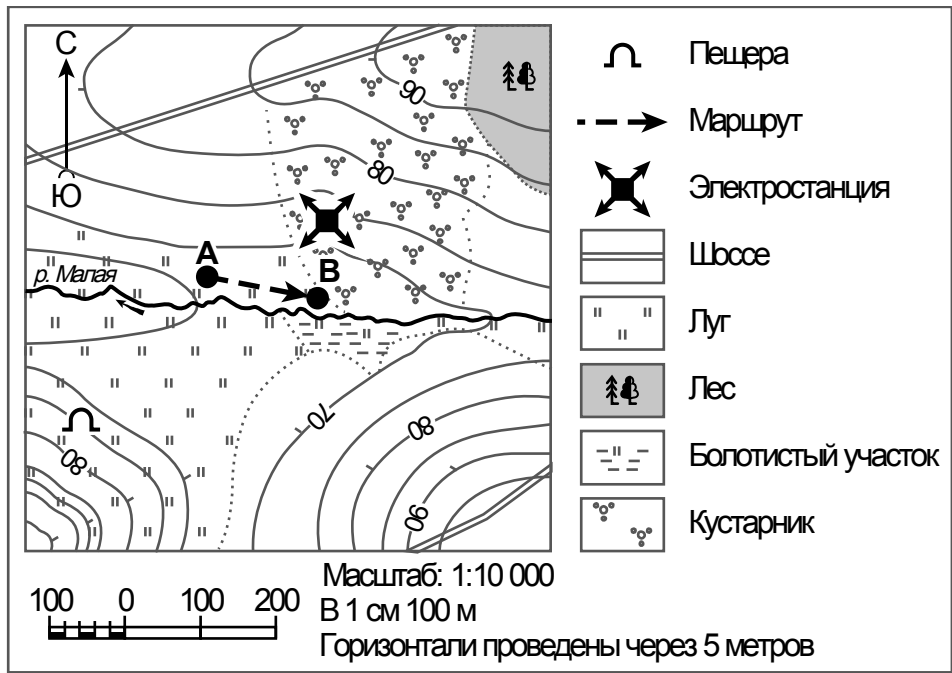 С
Ю
90
80
А
В
р. Малая
70
80
80
90
Пещера
Маршрут
Электростанция
Шоссе
Луг
Лес
Болотистый участок
Кустарник
100 0 100 200
Масштаб: 1:10 000
В 1 см 100 м
Горизонтали проведены через 5 метров